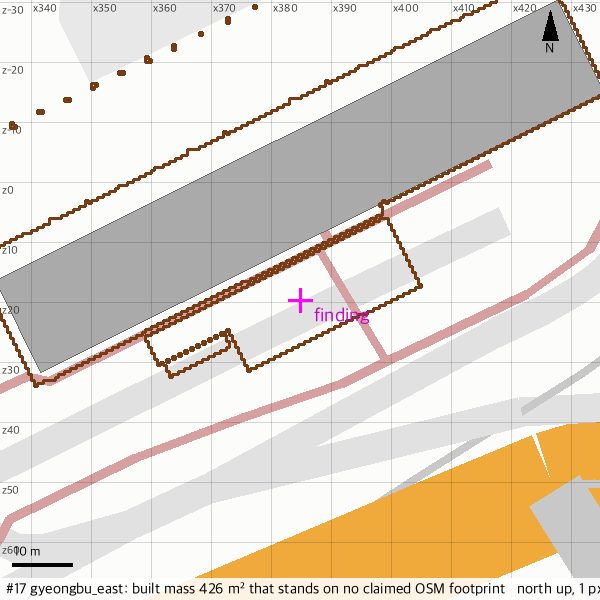 x340 x350 x360 x370 x380 x390 x400 x410 x420 x430
z-30
z-20
z-10
z0
z10
z20
z30
z40
z50
z60
N
finding
10 m
#17 gyeongbu_east: built mass 426 m² that stands on no claimed OSM footprint north up, 1 px